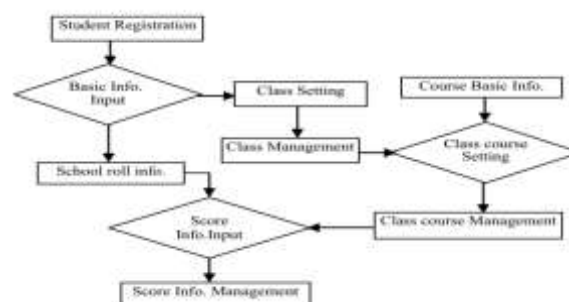 Student Registration
Basic Info.
Input
Class Setting
Course Basic Info.
Class Management
Class course
Setting
School roll info.
Score
Info.Input
Class course Management
Score Info. Management